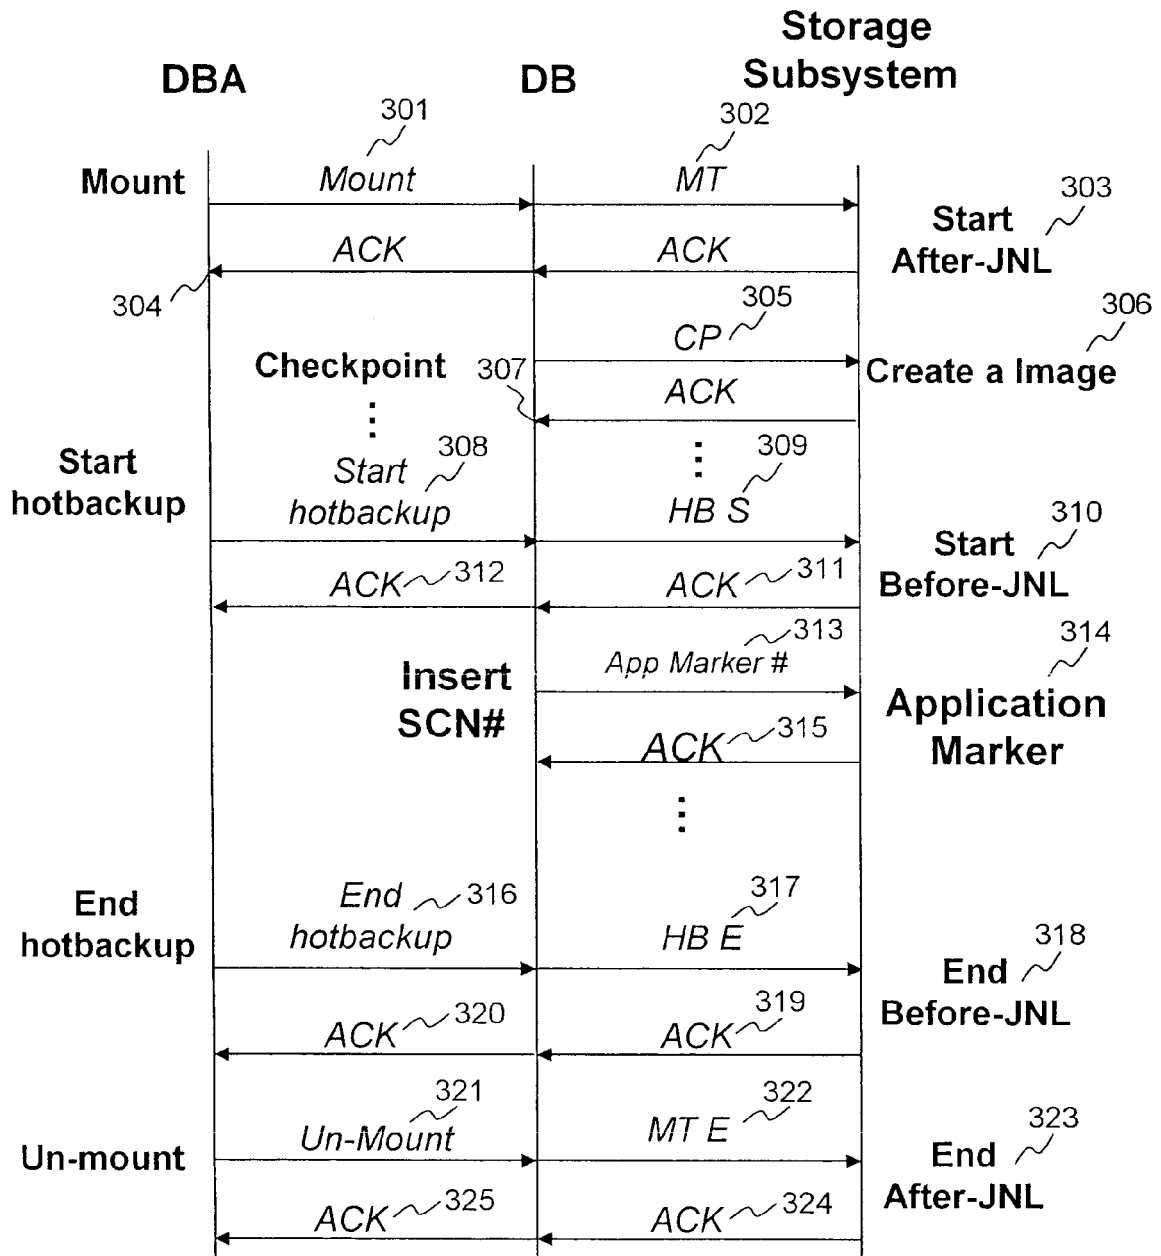 Storage
Subsystem
DBA
DB
301
302
Mount
Mount
MT
303
Start
After-JNL
ACK
ACK
304
305
306
CP
Checkpoint
307
Create a Image
ACK
308
309
Start
hotbackup
Start
hotbackup
HB S
310
Start
Before-JNL
ACK 312
ACK 311
313
314
App Marker #
Insert
SCN#
Application
Marker
ACK 315
End
hotbackup
End
hotbackup
316
317
HB E
318
End
Before-JNL
ACK 320
ACK 319
321
322
323
Un-mount
Un-Mount
MT E
End
After-JNL
ACK 325
ACK 324